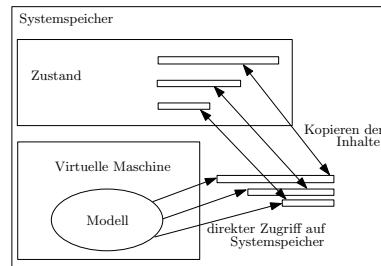 Systemspeicher
Zustand
Kopieren der
Inhalte
Virtuelle Maschine
Modell
direkter Zugriff auf
Systemspeicher